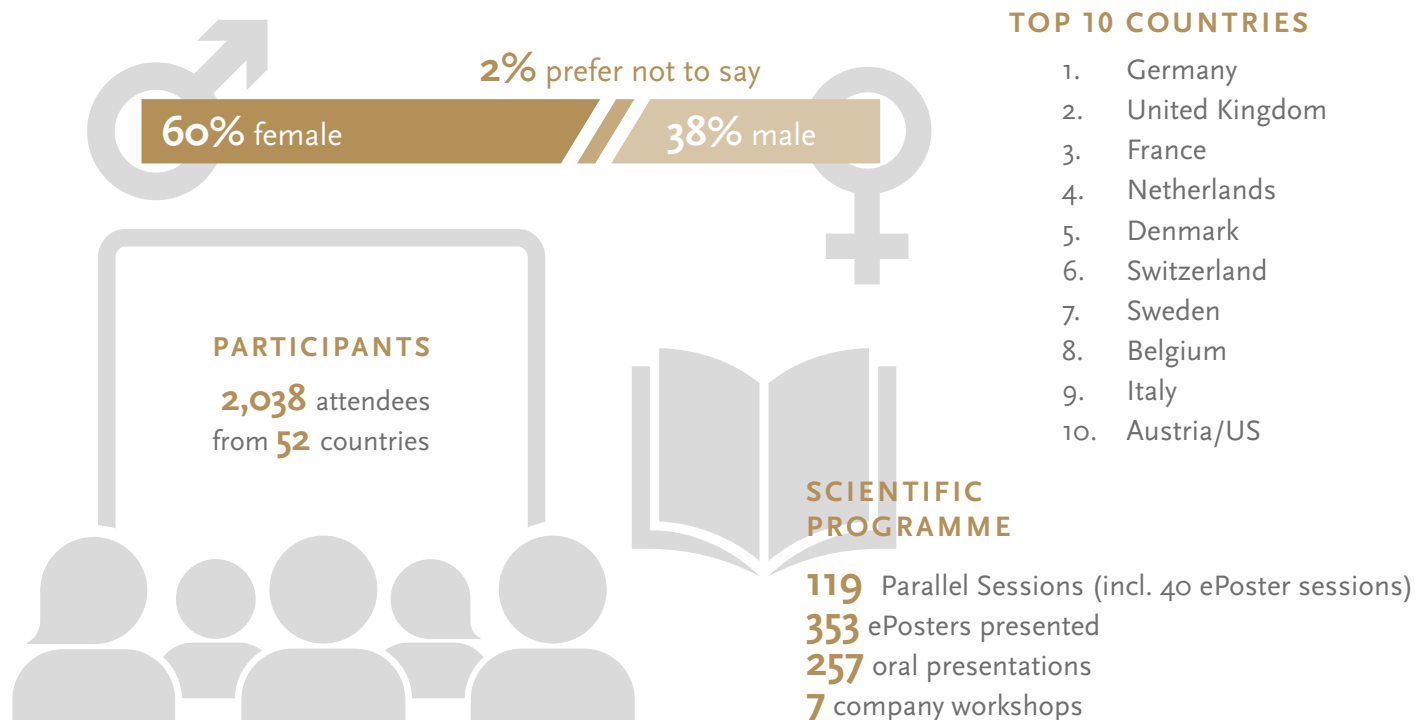 2% prefer not to say
60% female
38% male
PARTICIPANTS
2,038 attendees
from 52 countries
TOP 10 COUNTRIES
1. Germany
2. United Kingdom
3. France
4. Netherlands
5. Denmark
6. Switzerland
7. Sweden
8. Belgium
9. Italy
10. Austria/US
SCIENTIFIC
PROGRAMME
119 Parallel Sessions (incl. 40 ePoster sessions)
353 ePosters presented
257 oral presentations
7 company workshops